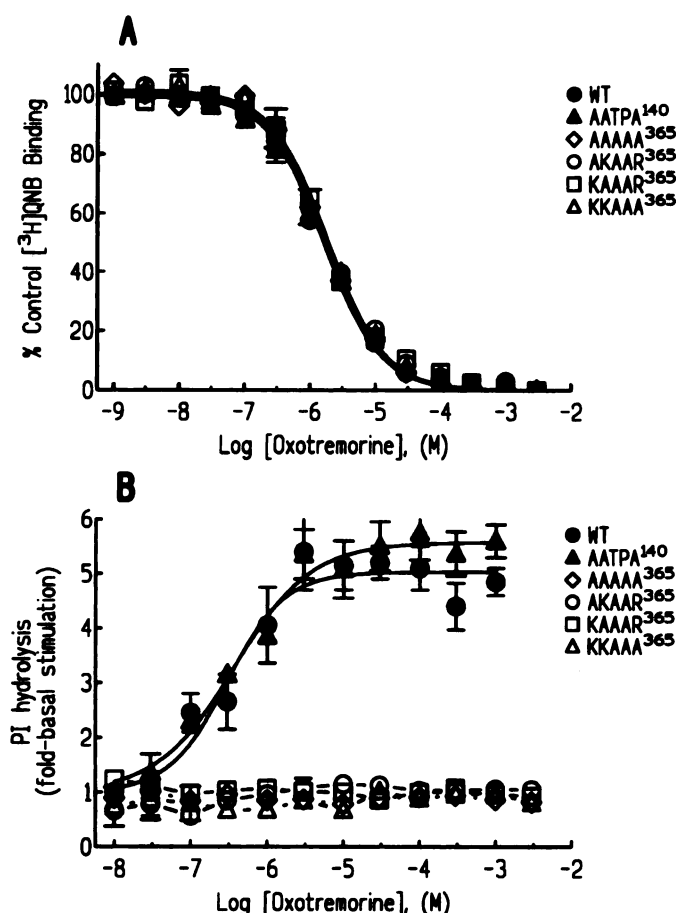 A
% Control [³H]QNB Binding
100
80
60
40
20
0
-9 -8 -7 -6 -5 -4 -3 -2
Log [Oxotremorine], (M)
WT
AATPA¹⁴⁰
AAAAA³⁶⁵
AKAAR³⁶⁵
KAAAR³⁶⁵
KKAAA³⁶⁵
B
PI hydrolysis
(fold-basal stimulation)
6
5
4
3
2
1
0
-8 -7 -6 -5 -4 -3 -2
Log [Oxotremorine], (M)
WT
AATPA¹⁴⁰
AAAAA³⁶⁵
AKAAR³⁶⁵
KAAAR³⁶⁵
KKAAA³⁶⁵